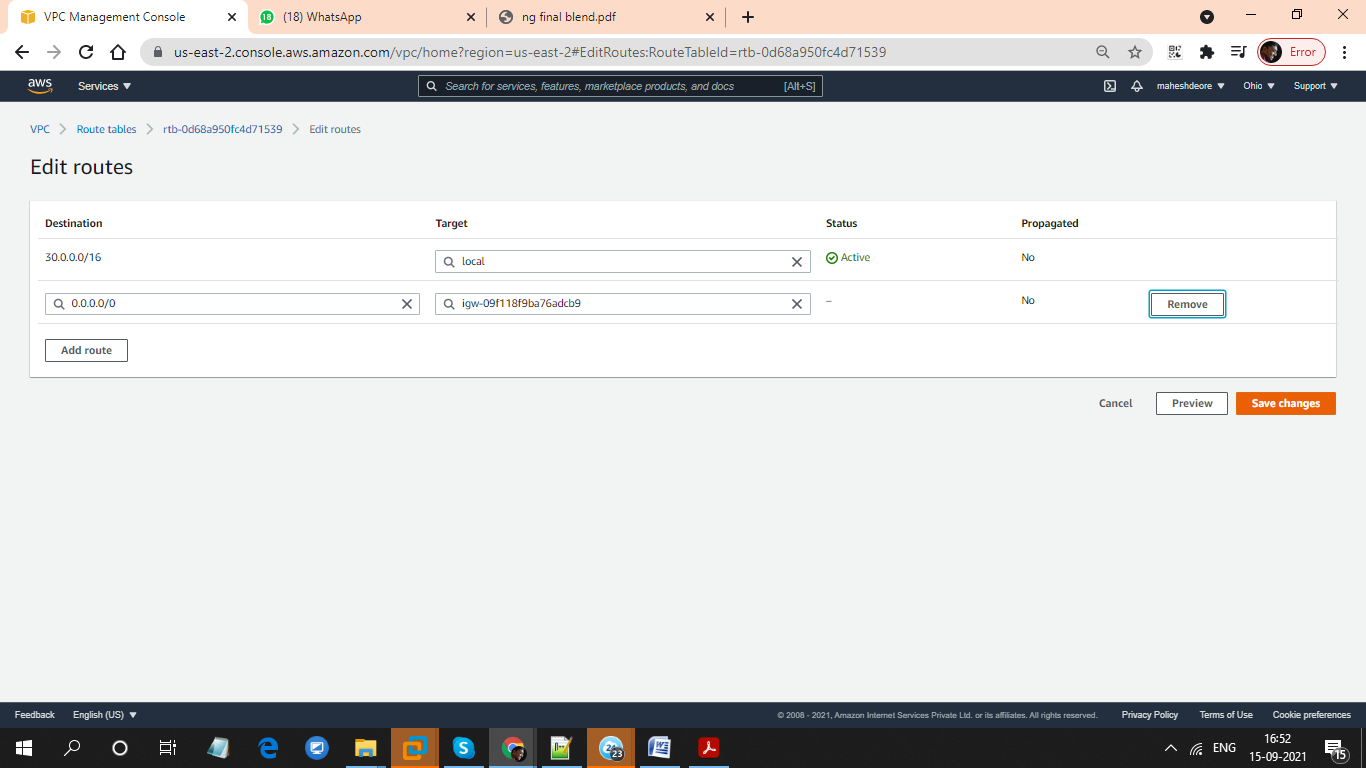 VPC Management Console
18 (18) WhatsApp
ng final blend.pdf
us-east-2.console.aws.amazon.com/vpc/home?region=us-east-2#EditRoutes:RouteTableId=rtb-0d68a950fc4d71539
Error
aws Services ▼ Search for services, features, marketplace products, and docs [Alt+S] maheshdeore ▼ Ohio ▼ Support ▼
VPC > Route tables > rtb-0d68a950fc4d71539 > Edit routes
Edit routes
Destination Target Status Propagated
30.0.0.0/16 local Active No
0.0.0.0/0 igw-09f118f9ba76adcb9 – No Remove
Add route
Cancel Preview Save changes
Feedback English (US) ▼ © 2008 - 2021, Amazon Internet Services Private Ltd. or its affiliates. All rights reserved. Privacy Policy Terms of Use Cookie preferences
ENG
16:52
15-09-2021
15